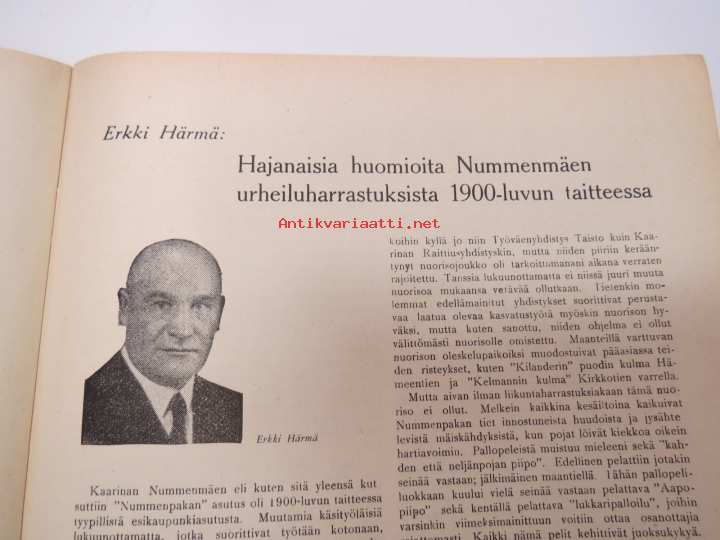 Erkki Härmä:
Hajanaisia huomioita Nummenmäen
urheiluharrastuksista 1900-luvun taitteessa
Antikvariaatti.net
Erkki Härmä
Kaarinan Nummenmäen eli kuten sitä yleensä kut
suttiin "Nummenpakan" asutus oli 1900-luvun taitteessa
tyypillistä esikaupunkiasutusta. Muutamia käsityöläisiä
lukuunottamatta, jotka suorittivat työtään kotonaan,
koihin kyllä jo niin Työväenyhdistys Taisto kuin Kaa-
rinan Raittiusyhdistyskin, mutta niiden piiriin kerään-
tynyt nuorisojoukko oli tarkoittamanani aikana verraten
rajoitettu. Tanssia lukuunottamatta ei niissä juuri muuta
nuorisoa mukaansa vetävää ollutkaan. Tietenkin mo-
lemmat edellämainitut yhdistykset suorittivat perusta-
vaa laatua olevaa kasvatustyötä myöskin nuorison hy-
väksi, mutta kuten sanottu, niiden ohjelma ei ollut
välittömästi nuorisolle omistettu. Maanteillä varttuvan
nuorison oleskelupaikoiksi muodostuivat pääasiassa tei-
den risteykset, kuten "Kilanderin" puodin kulma Hä-
meentien ja "Kelmannin kulma" Kirkkotien varrella.
Mutta aivan ilman liikuntaharrastuksiakaan tämä nuo-
riso ei ollut. Melkein kaikkina kesäiltoina kaikuivat
Nummenpakan tiet innostuneista huudoista ja jysähte
levistä mäiskähdyksistä, kun pojat löivät kiekkoa oikein
hartiavoimin. Pallopeleistä muistuu mieleeni sekä "kah-
den että neljänpojan piipo". Edellinen pelattiin jotakin
seinää vastaan; jälkimäinen maantiellä. Tähän pallopeli-
luokkaan kuului vielä seinää vastaan pelattava "Aapo-
piipo" sekä kentällä pelattava "lukkaripalloilu", joihin
varsinkin viimeksimainittuun voitiin ottaa osanottajia
rajattomasti. Kaikki nämä pelit kehittivät juoksukykyä,